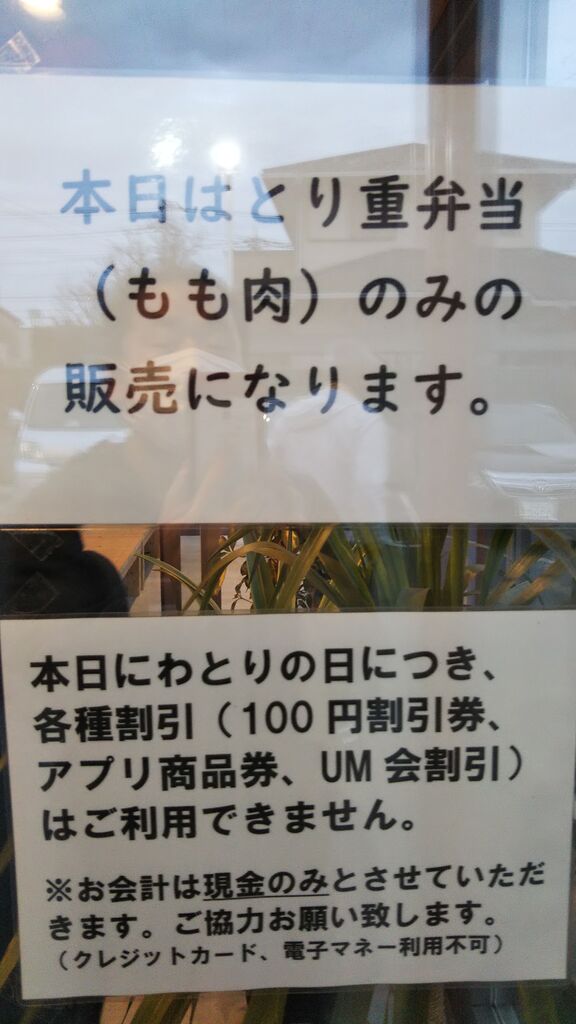 本日はとり重弁当
（もも肉）のみの
販売になります。
本日にわとりの日につき、
各種割引（100 円割引券、
アプリ商品券、UM 会割引）
はご利用できません。
※お会計は現金のみとさせていただ
きます。ご協力お願い致します。
（クレジットカード、電子マネー利用不可）